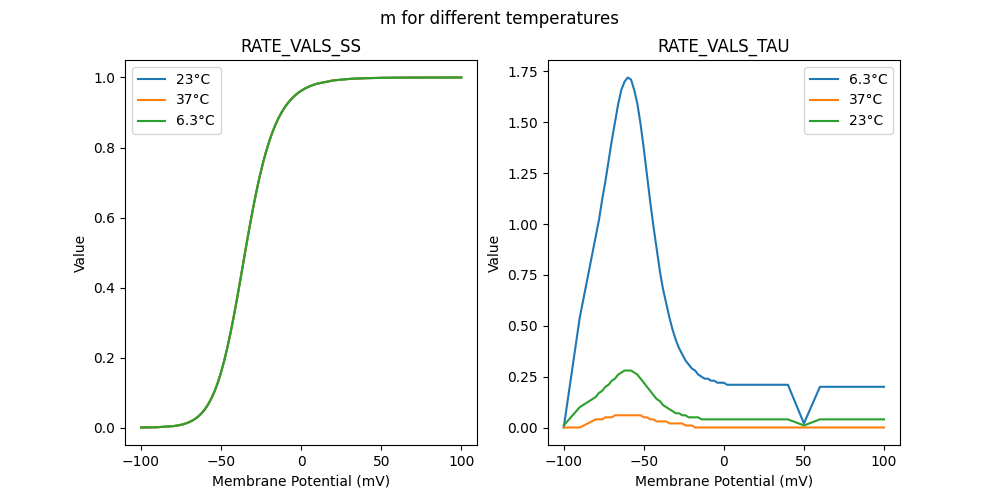 m for different temperatures
RATE_VALS_SS
1.0
0.8
0.6
0.4
0.2
0.0
Value
23°C
37°C
6.3°C
−100
−50
0
50
100
Membrane Potential (mV)
RATE_VALS_TAU
1.75
1.50
1.25
1.00
0.75
0.50
0.25
0.00
Value
6.3°C
37°C
23°C
−100
−50
0
50
100
Membrane Potential (mV)